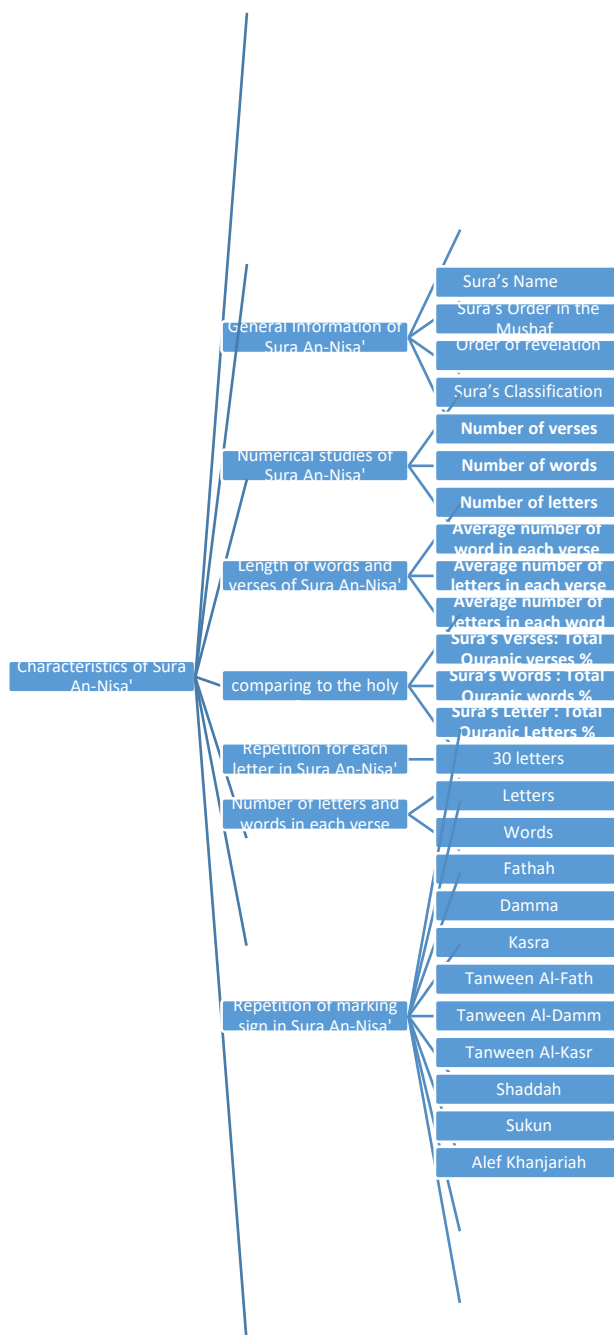 Characteristics of Sura
An-Nisa'
General Information of
Sura An-Nisa'
Sura's Name
Sura's Order in the
Mushaf
Order of revelation
Sura's Classification
Numerical studies of
Sura An-Nisa'
Number of verses
Number of words
Number of letters
Length of words and
verses of Sura An-Nisa'
Average number of
word in each verse
Average number of
letters in each verse
Average number of
letters in each word
comparing to the holy
Sura's Verses: Total
Quranic verses %
Sura's Words : Total
Quranic words %
Sura's Letter : Total
Quranic Letters %
Repetition for each
letter in Sura An-Nisa'
30 letters
Number of letters and
words in each verse
Letters
Words
Repetition of marking
sign in Sura An-Nisa'
Fathah
Damma
Kasra
Tanween Al-Fath
Tanween Al-Damm
Tanween Al-Kasr
Shaddah
Sukun
Alef Khanjariah